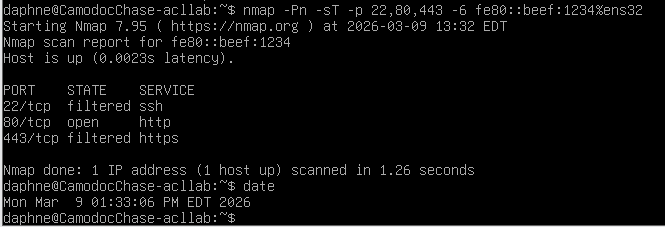 daphne@CamodocChase-acllab:~$ nmap -Pn -sT -p 22,80,443 -6 fe80::beef:1234%ens32
Starting Nmap 7.95 ( https://nmap.org ) at 2026-03-09 13:32 EDT
Nmap scan report for fe80::beef:1234
Host is up (0.0023s latency).

PORT    STATE    SERVICE
22/tcp  filtered ssh
80/tcp  open     http
443/tcp filtered https

Nmap done: 1 IP address (1 host up) scanned in 1.26 seconds
daphne@CamodocChase-acllab:~$ date
Mon Mar  9 01:33:06 PM EDT 2026
daphne@CamodocChase-acllab:~$